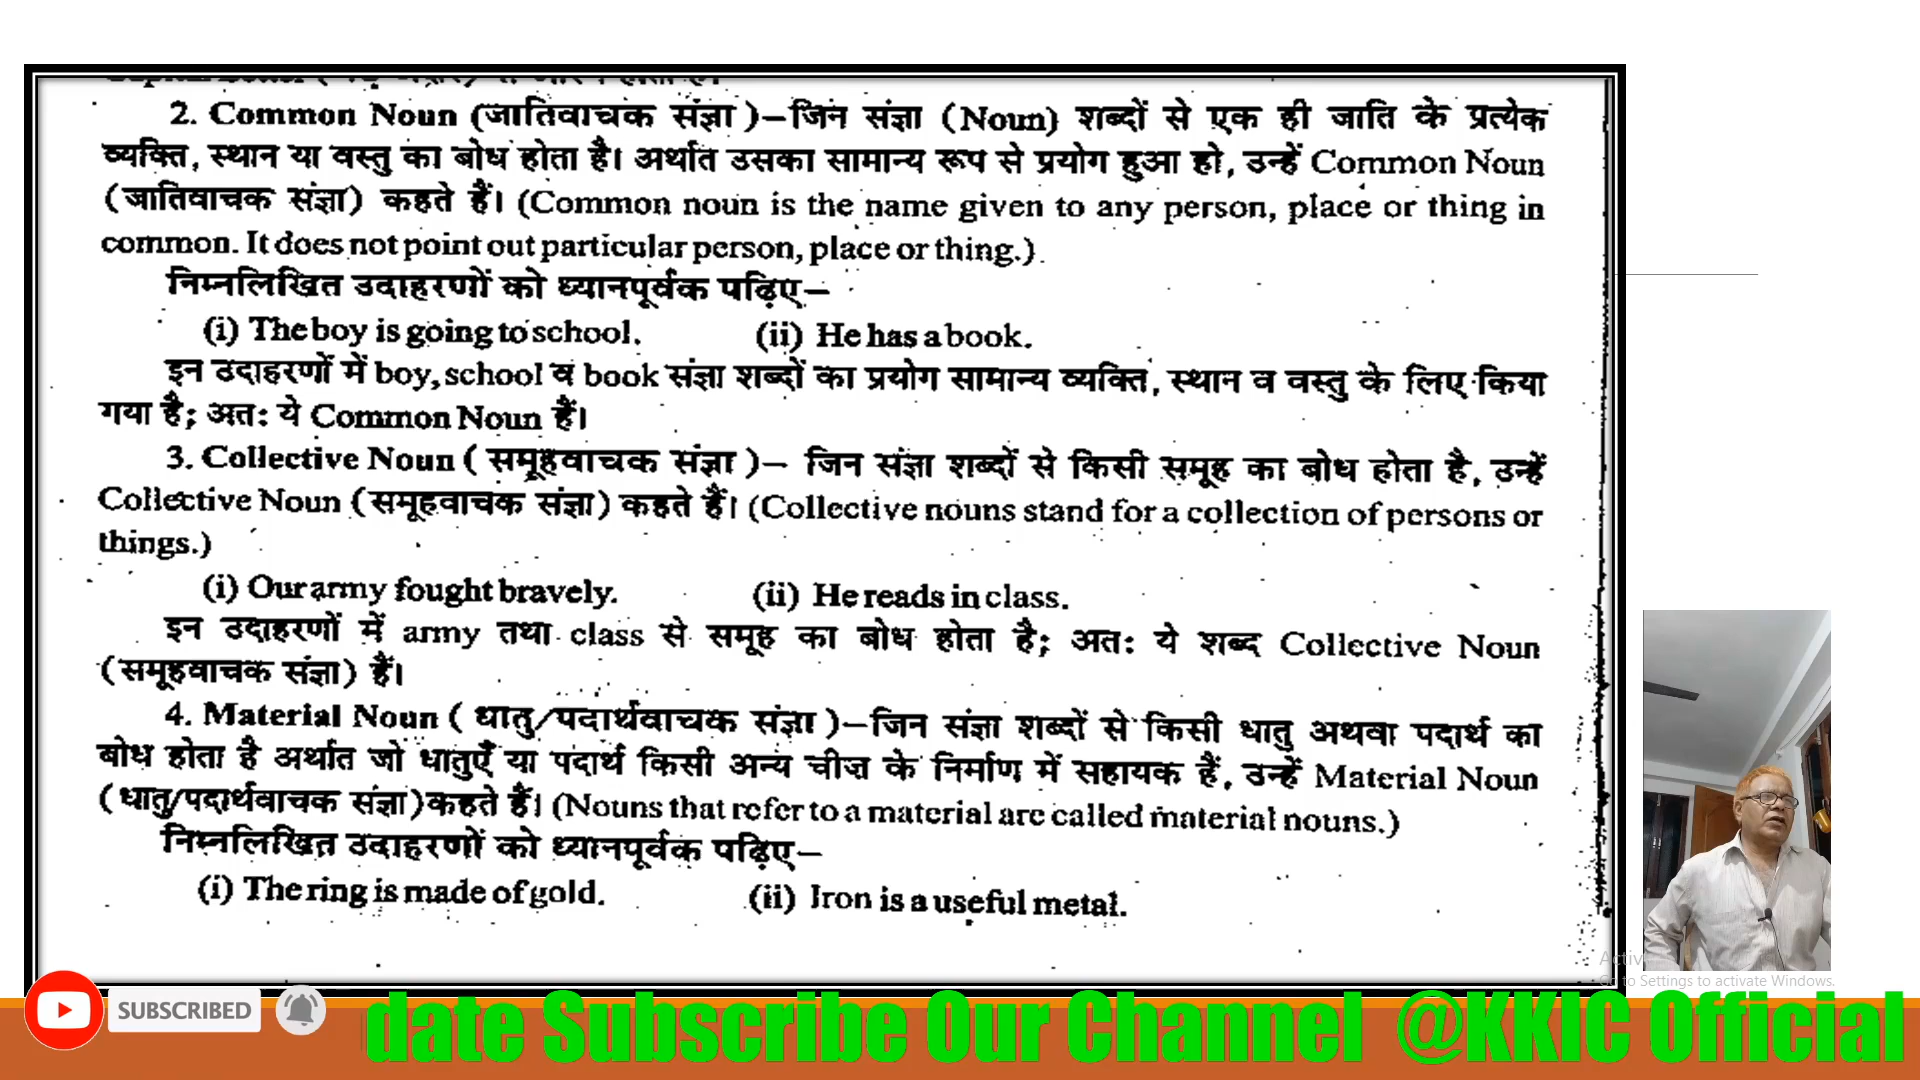 2. Common Noun (जातिवाचक संज्ञा)–जिन संज्ञा (Noun) शब्दों से एक ही जाति के प्रत्येक
व्यक्ति, स्थान या वस्तु का बोध होता है। अर्थात उसका सामान्य रूप से प्रयोग हुआ हो, उन्हें Common Noun
(जातिवाचक संज्ञा) कहते हैं। (Common noun is the name given to any person, place or thing in
common. It does not point out particular person, place or thing.)
निम्नलिखित उदाहरणों को ध्यानपूर्वक पढ़िए–
(i) The boy is going to school. (ii) He has a book.
इन उदाहरणों में boy, school व book संज्ञा शब्दों का प्रयोग सामान्य व्यक्ति, स्थान व वस्तु के लिए किया
गया है; अतः ये Common Noun हैं।
3. Collective Noun (समूहवाचक संज्ञा)– जिन संज्ञा शब्दों से किसी समूह का बोध होता है, उन्हें
Collective Noun (समूहवाचक संज्ञा) कहते हैं। (Collective nouns stand for a collection of persons or
things.)
(i) Our army fought bravely. (ii) He reads in class.
इन उदाहरणों में army तथा class से समूह का बोध होता है; अतः ये शब्द Collective Noun
(समूहवाचक संज्ञा) हैं।
4. Material Noun (धातु/पदार्थवाचक संज्ञा)–जिन संज्ञा शब्दों से किसी धातु अथवा पदार्थ का
बोध होता है अर्थात जो धातुएँ या पदार्थ किसी अन्य चीज के निर्माण में सहायक हैं, उन्हें Material Noun
(धातु/पदार्थवाचक संज्ञा) कहते हैं। (Nouns that refer to a material are called material nouns.)
निम्नलिखित उदाहरणों को ध्यानपूर्वक पढ़िए–
(i) The ring is made of gold. (ii) Iron is a useful metal.
to Settings to activate Windows.
SUBSCRIBED
date Subscribe Our Channel @KKIC Official